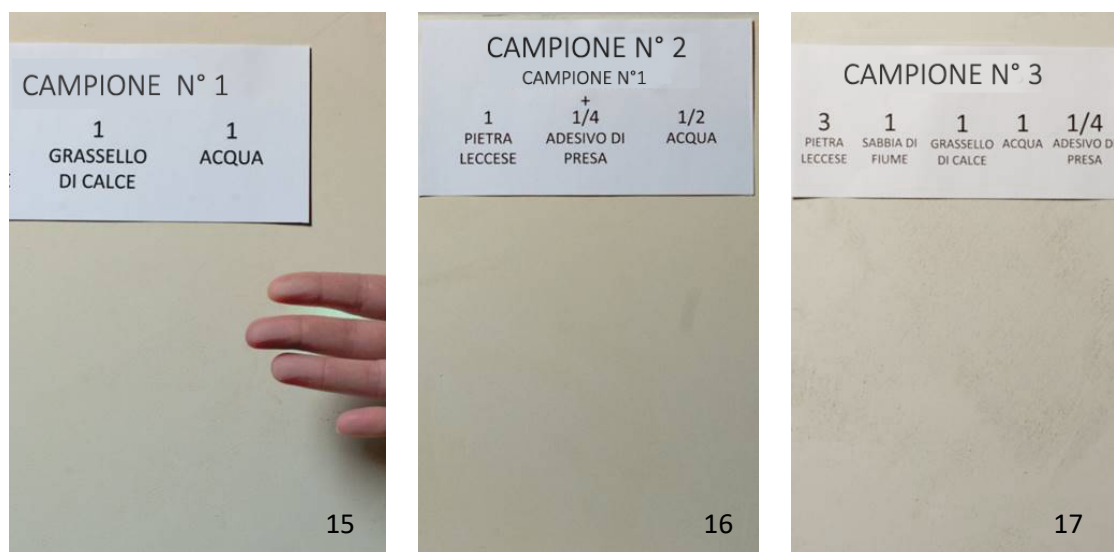 CAMPIONE N° 1
1 1
GRASSELLO ACQUA
DI CALCE
15
CAMPIONE N° 2
CAMPIONE N°1
+
1 1/4 1/2
PIETRA ADESIVO DI ACQUA
LECCESE PRESA
16
CAMPIONE N° 3
3 1 1 1 1/4
PIETRA SABBIA DI GRASSELLO ACQUA ADESIVO D
LECCESE FIUME DI CALCE PRESA
17